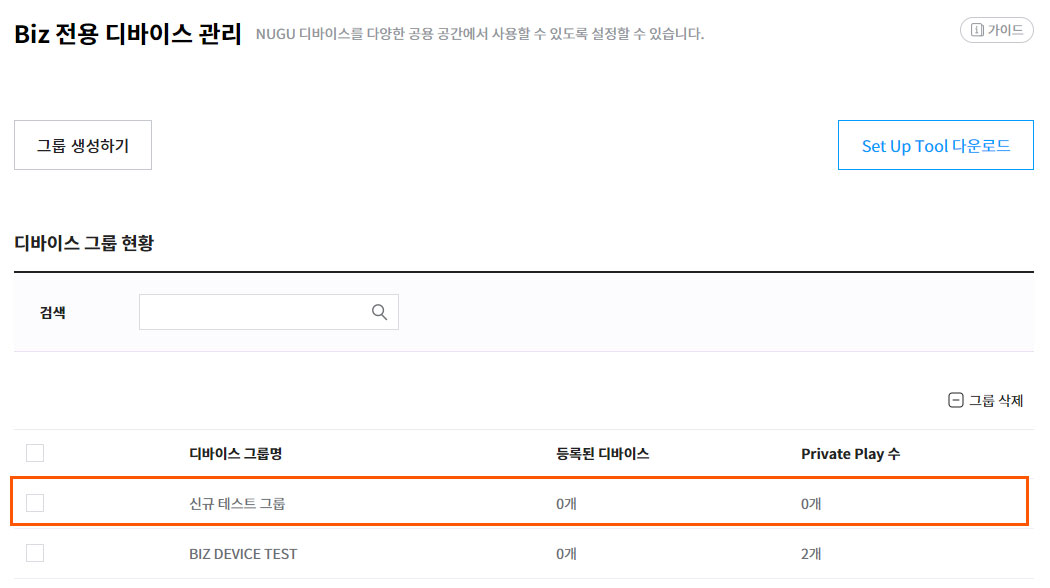 Biz 전용 디바이스 관리 NUGU 디바이스를 다양한 공용 공간에서 사용할 수 있도록 설정할 수 있습니다. 가이드
그룹 생성하기 Set Up Tool 다운로드
디바이스 그룹 현황
검색
그룹 삭제
디바이스 그룹명 등록된 디바이스 Private Play 수
신규 테스트 그룹 0개 0개
BIZ DEVICE TEST 0개 2개